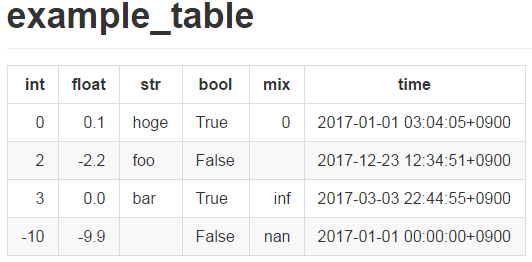 example_table
int float str bool mix time
0 0.1 hoge True 0 2017-01-01 03:04:05+0900
2 -2.2 foo False 2017-12-23 12:34:51+0900
3 0.0 bar True inf 2017-03-03 22:44:55+0900
-10 -9.9 False nan 2017-01-01 00:00:00+0900